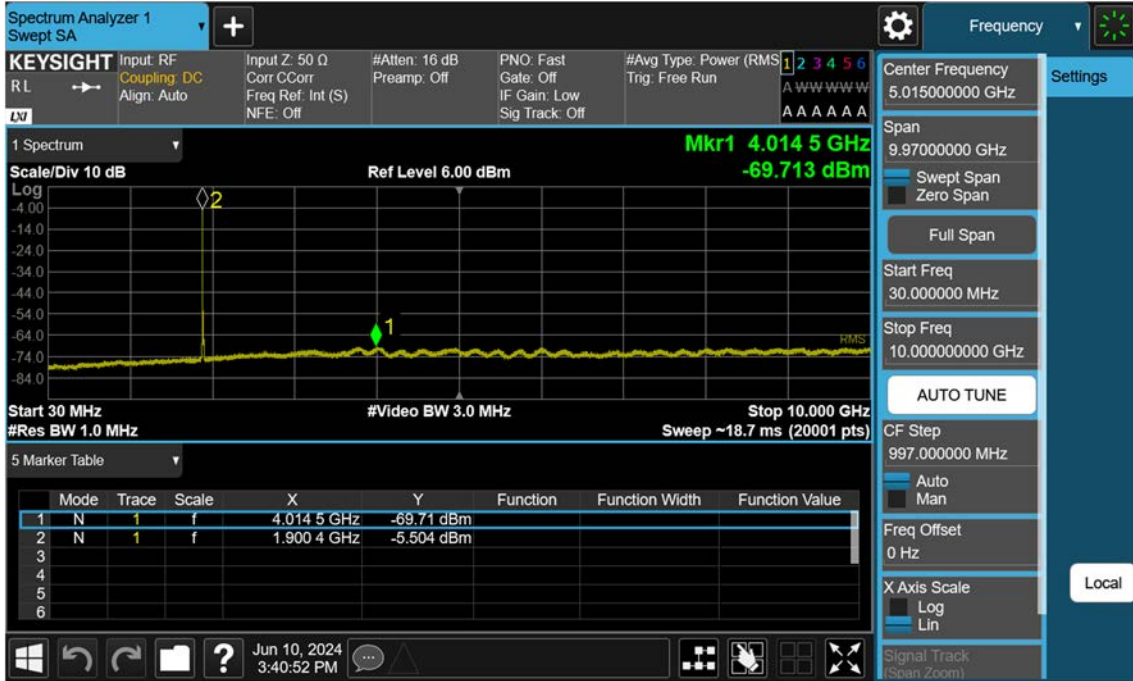 Spectrum Analyzer 1
Swept SA
+
Frequency
KEYSIGHT
R L
LXI
Input: RF
Coupling: DC
Align: Auto
Input Z: 50 Ω
Corr CCorr
Freq Ref: Int (S)
NFE: Off
#Atten: 16 dB
Preamp: Off
PNO: Fast
Gate: Off
IF Gain: Low
Sig Track: Off
#Avg Type: Power (RMS
Trig: Free Run
1 2 3 4 5 6
A W W W W W
A A A A A A
1 Spectrum
Scale/Div 10 dB
Ref Level 6.00 dBm
Mkr1 4.014 5 GHz
-69.713 dBm
Log
-4.00
-14.0
-24.0
-34.0
-44.0
-54.0
-64.0
-74.0
-84.0
2
1
RMS
Start 30 MHz
#Res BW 1.0 MHz
#Video BW 3.0 MHz
Stop 10.000 GHz
Sweep ~18.7 ms (20001 pts)
5 Marker Table
Mode Trace Scale X Y Function Function Width Function Value
1 N 1 f 4.014 5 GHz -69.71 dBm
2 N 1 f 1.900 4 GHz -5.504 dBm
3
4
5
6
?
Jun 10, 2024
3:40:52 PM
Settings
Center Frequency
5.015000000 GHz
Span
9.97000000 GHz
Swept Span
Zero Span
Full Span
Start Freq
30.000000 MHz
Stop Freq
10.000000000 GHz
AUTO TUNE
CF Step
997.000000 MHz
Auto
Man
Freq Offset
0 Hz
X Axis Scale
Log
Lin
Signal Track
(Span Zoom)
Local